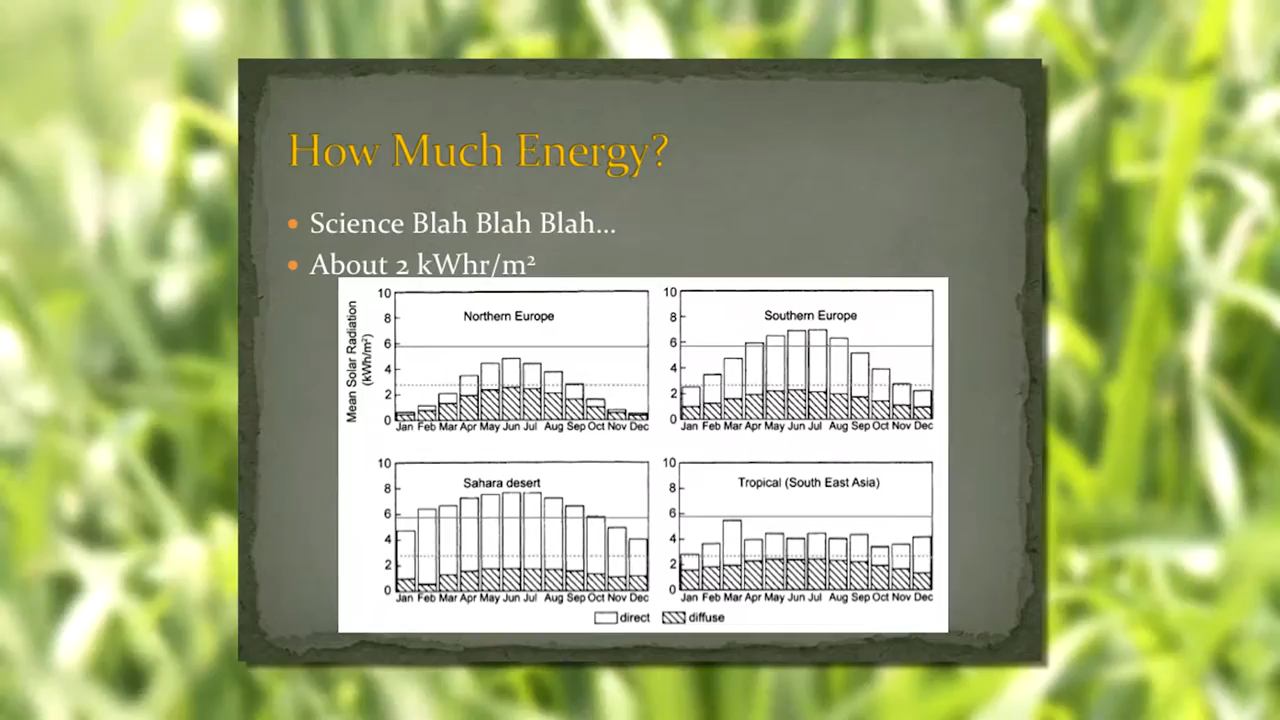 How Much Energy?
• Science Blah Blah Blah...
• About 2 kWhr/m²
Mean Solar Radiation
(kWh/m²)
10
8
6
4
2
0
Northern Europe
Jan Feb Mar Apr May Jun Jul Aug Sep Oct Nov Dec
10
8
6
4
2
0
Southern Europe
Jan Feb Mar Apr May Jun Jul Aug Sep Oct Nov Dec
10
8
6
4
2
0
Sahara desert
Jan Feb Mar Apr May Jun Jul Aug Sep Oct Nov Dec
10
8
6
4
2
0
Tropical (South East Asia)
Jan Feb Mar Apr May Jun Jul Aug Sep Oct Nov Dec
direct diffuse